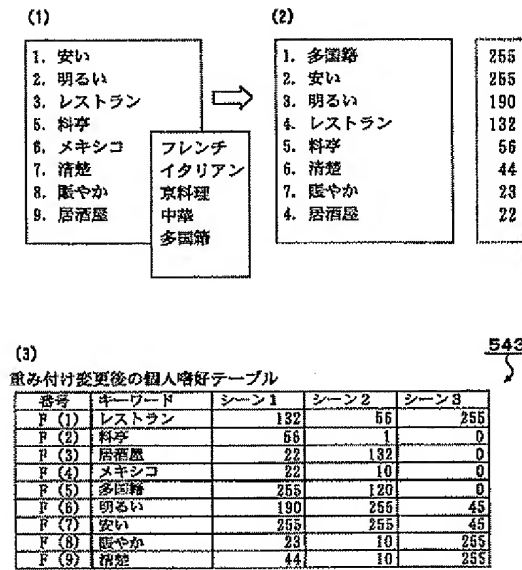 (1)
1. 安い
2. 明るい
3. レストラン
5. 料亭
6. メキシコ
7. 清楚
8. 賑やか
9. 居酒屋
フレンチ
イタリアン
京料理
中華
多国籍
(2)
1. 多国籍
2. 安い
3. 明るい
4. レストラン
5. 料亭
6. 清楚
7. 賑やか
4. 居酒屋
255
255
190
132
56
44
23
22
(3)
543
重み付け変更後の個人嗜好テーブル
番号 キーワード シーン1 シーン2 シーン3
F (1) レストラン 132 56 255
F (2) 料亭 56 1 0
F (3) 居酒屋 22 132 0
F (4) メキシコ 22 10 0
F (5) 多国籍 255 120 0
F (6) 明るい 190 255 45
F (7) 安い 255 255 45
F (8) 賑やか 23 10 255
F (9) 清楚 44 10 255